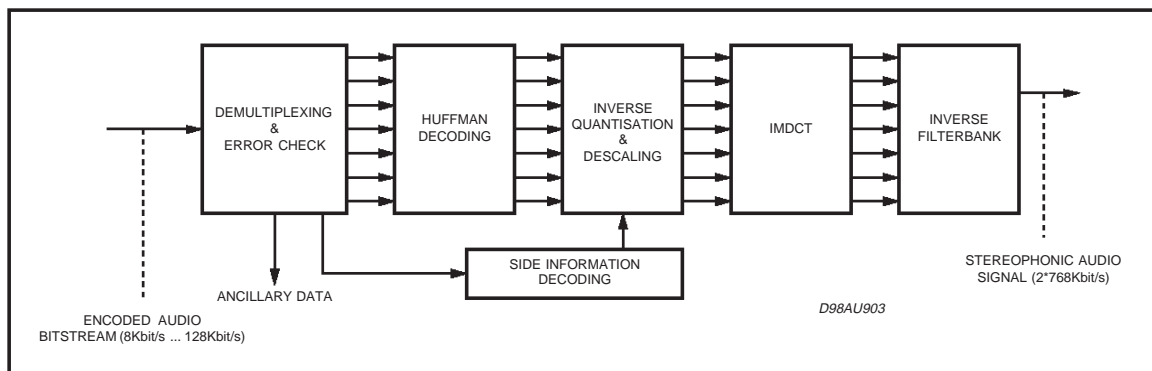 DEMULTIPLEXING
&
ERROR CHECK
HUFFMAN
DECODING
INVERSE
QUANTISATION
&
DESCALING
IMDCT
INVERSE
FILTERBANK
SIDE INFORMATION
DECODING
ANCILLARY DATA
ENCODED AUDIO
BITSTREAM (8Kbit/s ... 128Kbit/s)
STEREOPHONIC AUDIO
SIGNAL (2*768Kbit/s)
D98AU903